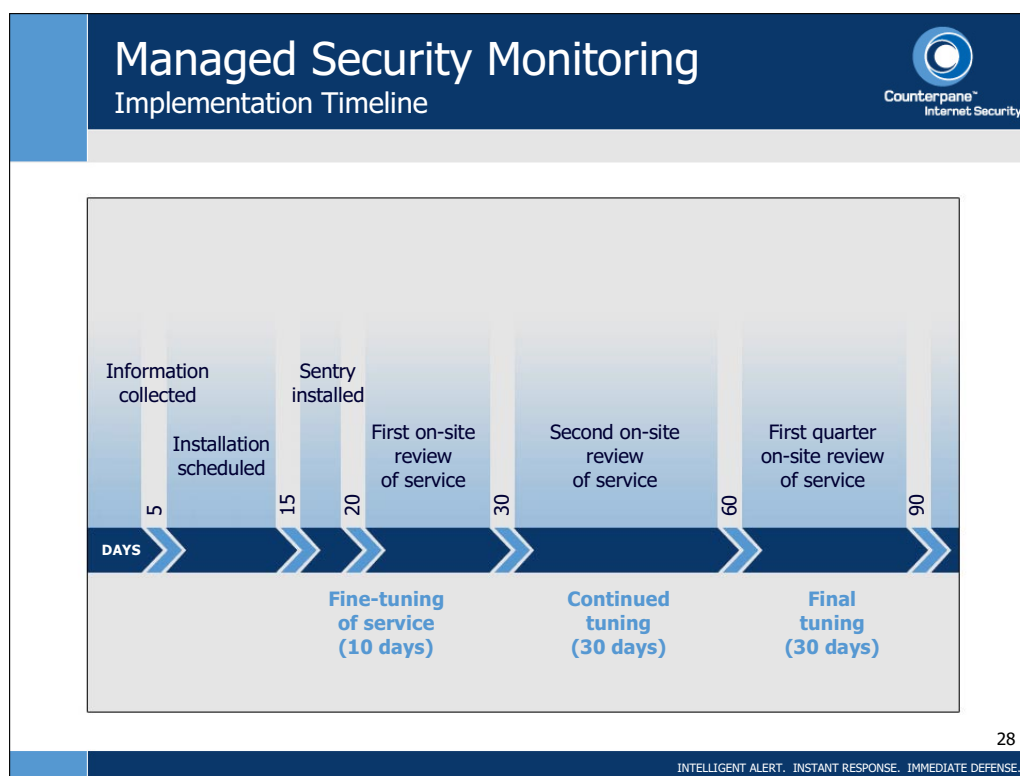 Managed Security Monitoring
Implementation Timeline
Counterpane™
Internet Security
Information
collected
Installation
scheduled
Sentry
installed
First on-site
review
of service
Second on-site
review
of service
First quarter
on-site review
of service
5
15
20
30
60
90
DAYS
Fine-tuning
of service
(10 days)
Continued
tuning
(30 days)
Final
tuning
(30 days)
28
INTELLIGENT ALERT. INSTANT RESPONSE. IMMEDIATE DEFENSE.